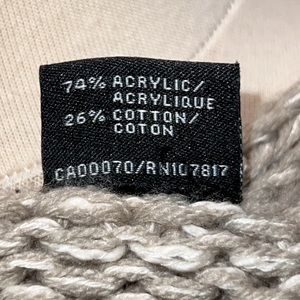 74% ACRYLIC/
ACRYLIQUE
26% COTTON/
COTON
CA00070/RN107817